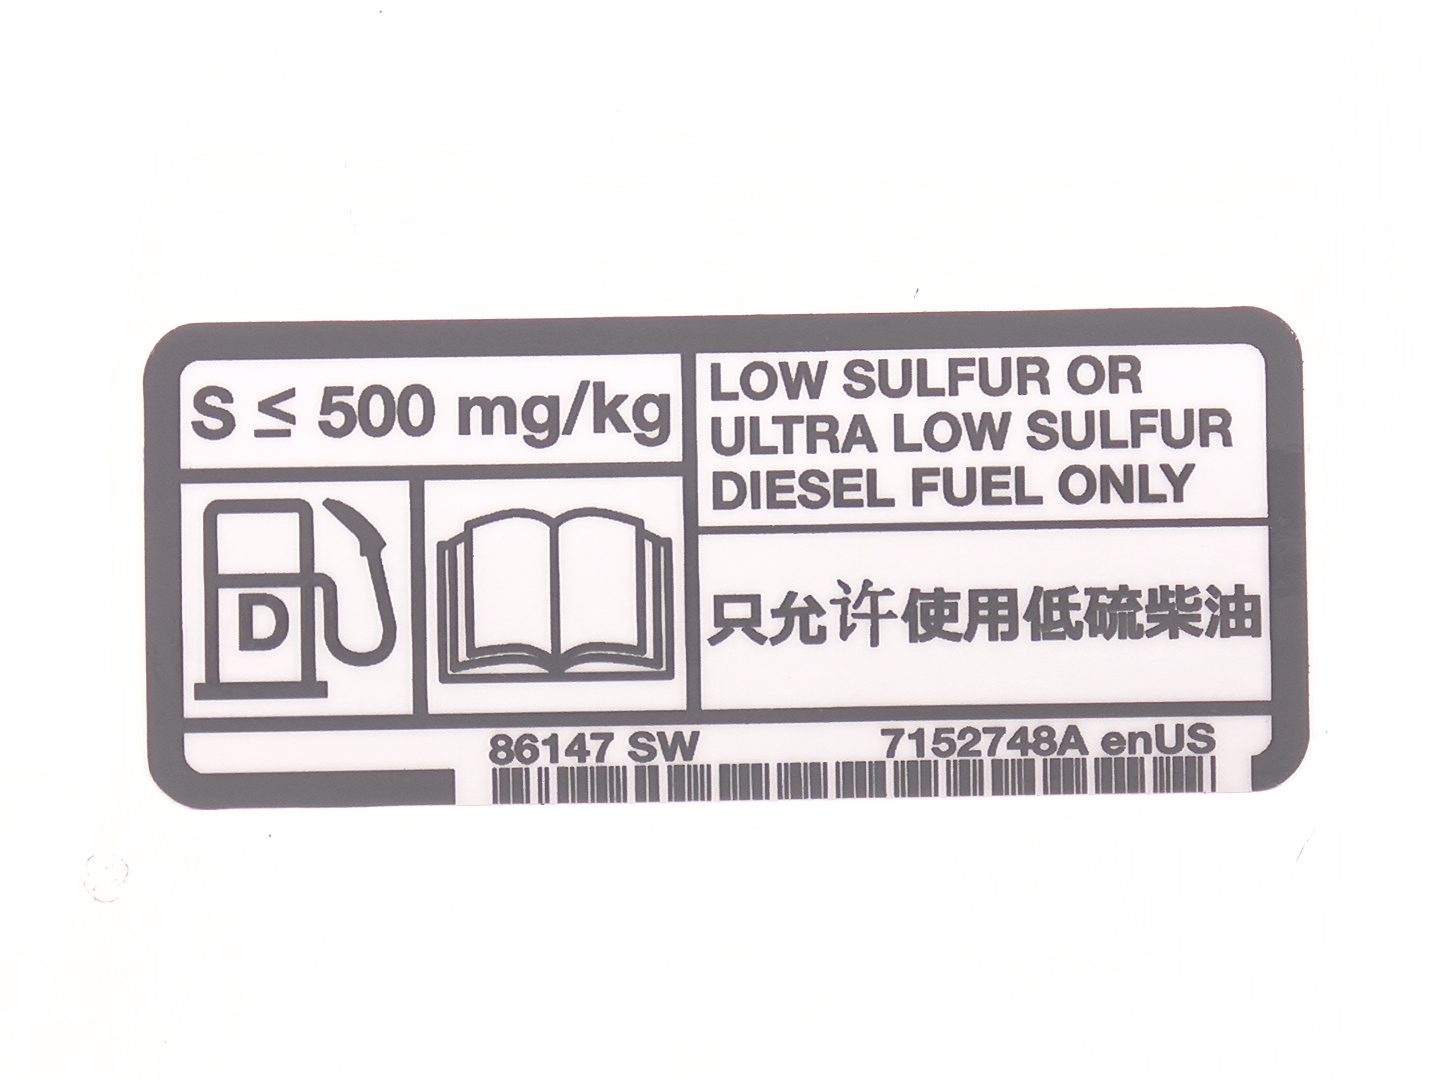 S ≤ 500 mg/kg
LOW SULFUR OR
ULTRA LOW SULFUR
DIESEL FUEL ONLY
D
只允许使用低硫柴油
86147 SW
7152748A enUS